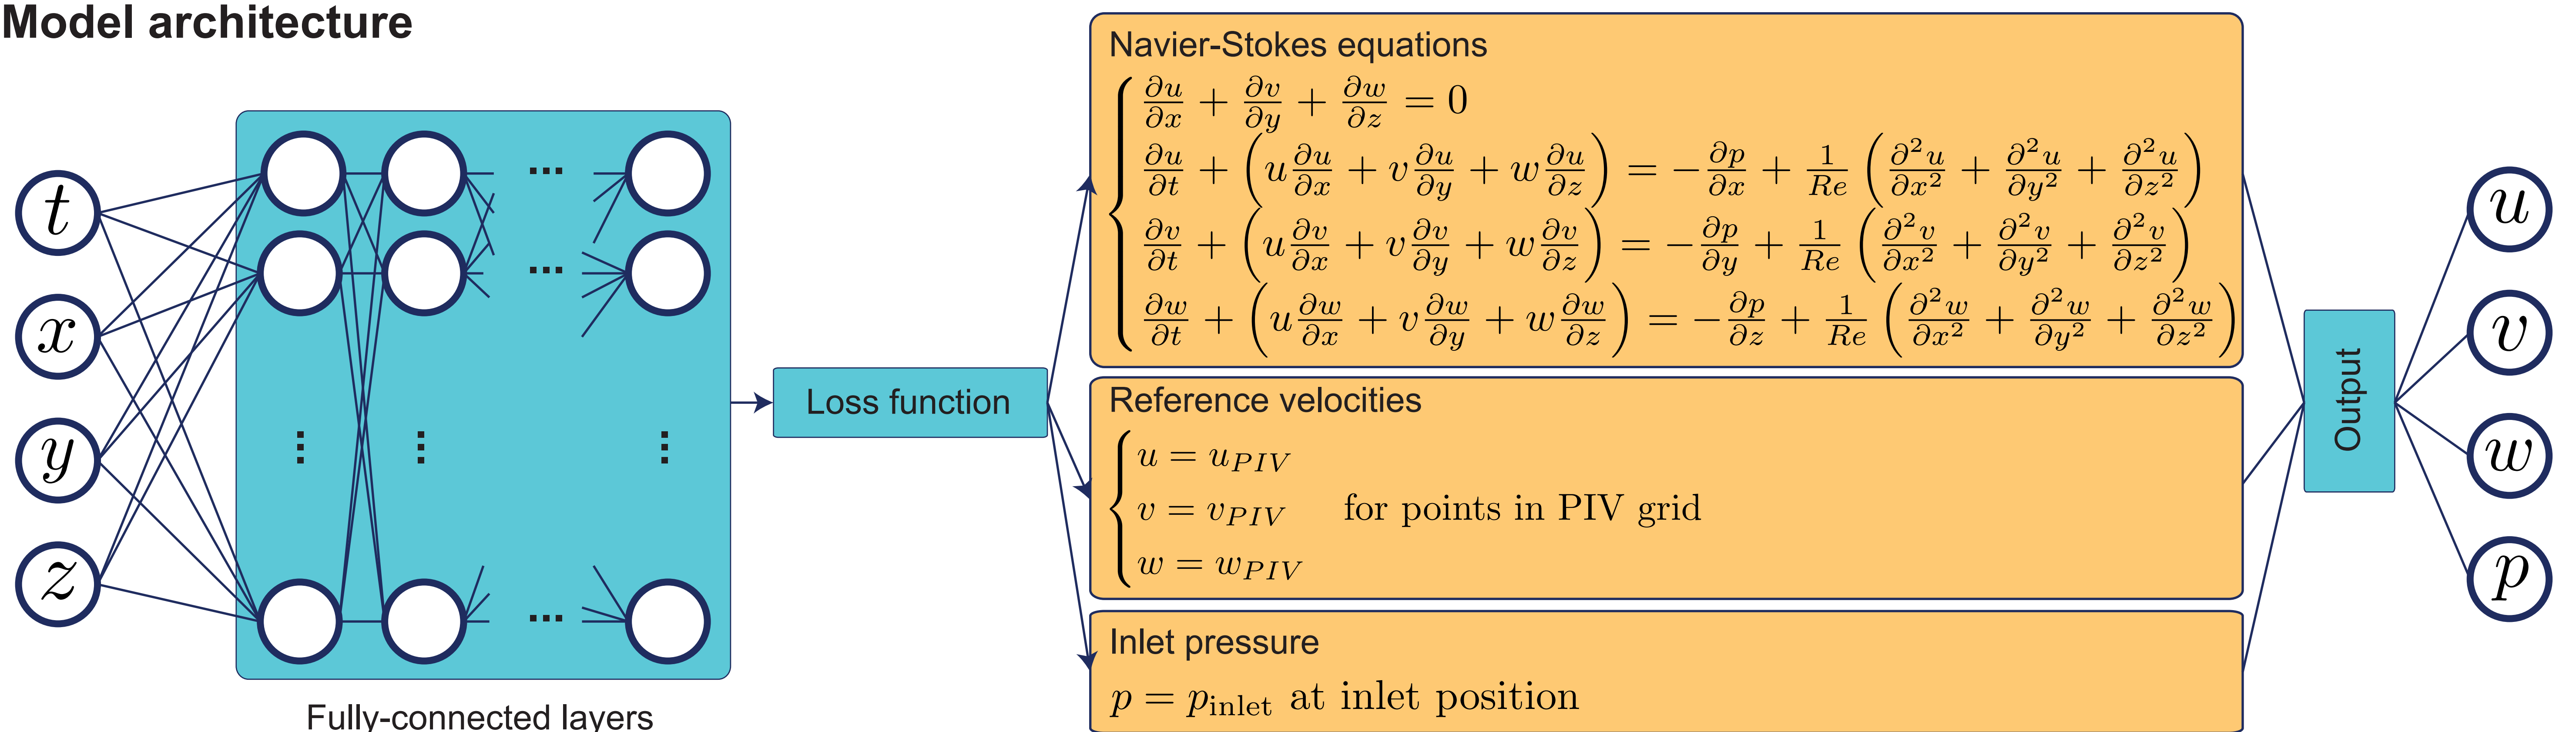 Model architecture
t
x
y
z
...
...
⋮ ⋮ ⋮
...
Fully-connected layers
Loss function
Navier-Stokes equations
∂u/∂x + ∂v/∂y + ∂w/∂z = 0
∂u/∂t + (u ∂u/∂x + v ∂u/∂y + w ∂u/∂z) = −∂p/∂x + 1/Re (∂²u/∂x² + ∂²u/∂y² + ∂²u/∂z²)
∂v/∂t + (u ∂v/∂x + v ∂v/∂y + w ∂v/∂z) = −∂p/∂y + 1/Re (∂²v/∂x² + ∂²v/∂y² + ∂²v/∂z²)
∂w/∂t + (u ∂w/∂x + v ∂w/∂y + w ∂w/∂z) = −∂p/∂z + 1/Re (∂²w/∂x² + ∂²w/∂y² + ∂²w/∂z²)
Reference velocities
u = u_PIV
v = v_PIV for points in PIV grid
w = w_PIV
Inlet pressure
p = p_inlet at inlet position
Output
u
v
w
p